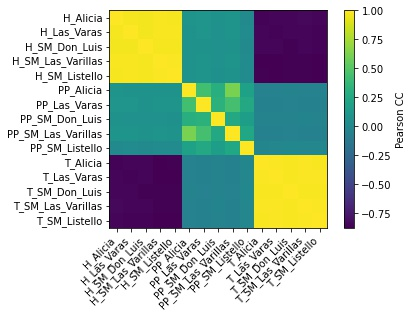 H_Alicia
H_Las_Varas
H_SM_Don_Luis
H_SM_Las_Varillas
H_SM_Listello
PP_Alicia
PP_Las_Varas
PP_SM_Don_Luis
PP_SM_Las_Varillas
PP_SM_Listello
T_Alicia
T_Las_Varas
T_SM_Don_Luis
T_SM_Las_Varillas
T_SM_Listello
H_Alicia
H_Las_Varas
H_SM_Don_Luis
H_SM_Las_Varillas
H_SM_Listello
PP_Alicia
PP_Las_Varas
PP_SM_Don_Luis
PP_SM_Las_Varillas
PP_SM_Listello
T_Alicia
T_Las_Varas
T_SM_Don_Luis
T_SM_Las_Varillas
T_SM_Listello
1.00
0.75
0.50
0.25
0.00
−0.25
−0.50
−0.75
Pearson CC